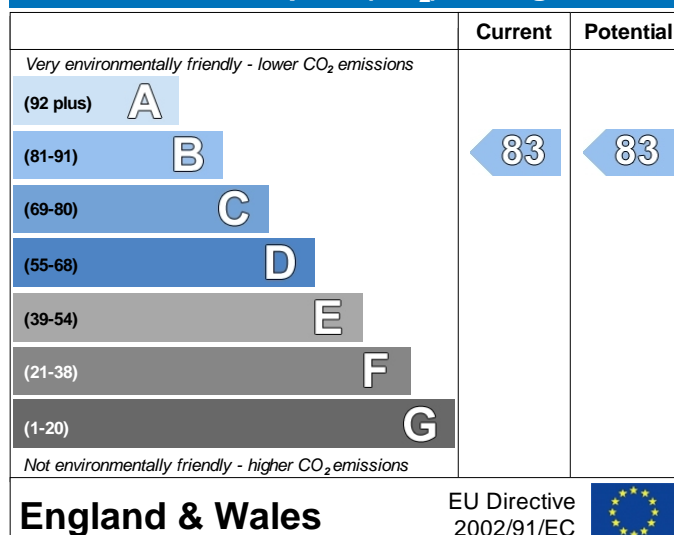 Current Potential
Very environmentally friendly - lower CO₂ emissions
(92 plus) A
(81-91) B 83 83
(69-80) C
(55-68) D
(39-54) E
(21-38) F
(1-20) G
Not environmentally friendly - higher CO₂ emissions
England & Wales EU Directive
2002/91/EC